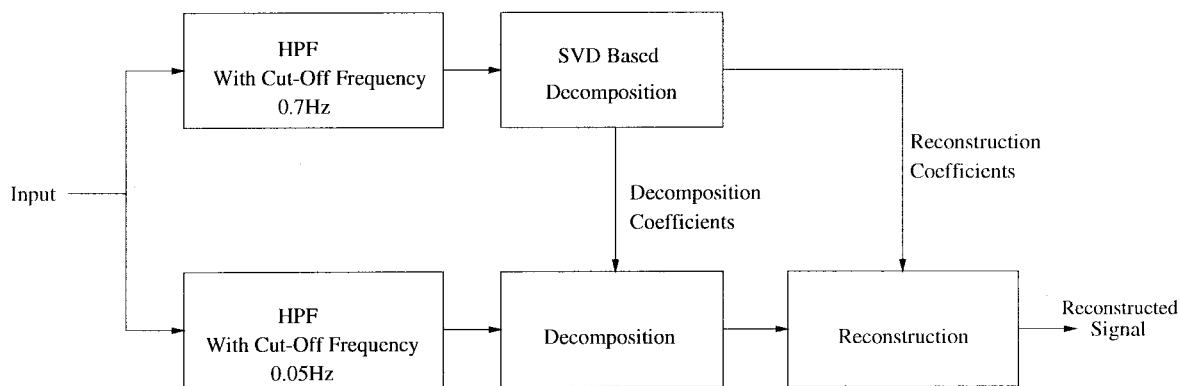 HPF
With Cut-Off Frequency
0.7Hz
SVD Based
Decomposition
Reconstruction
Coefficients
Input
Decomposition
Coefficients
HPF
With Cut-Off Frequency
0.05Hz
Decomposition
Reconstruction
Reconstructed
Signal